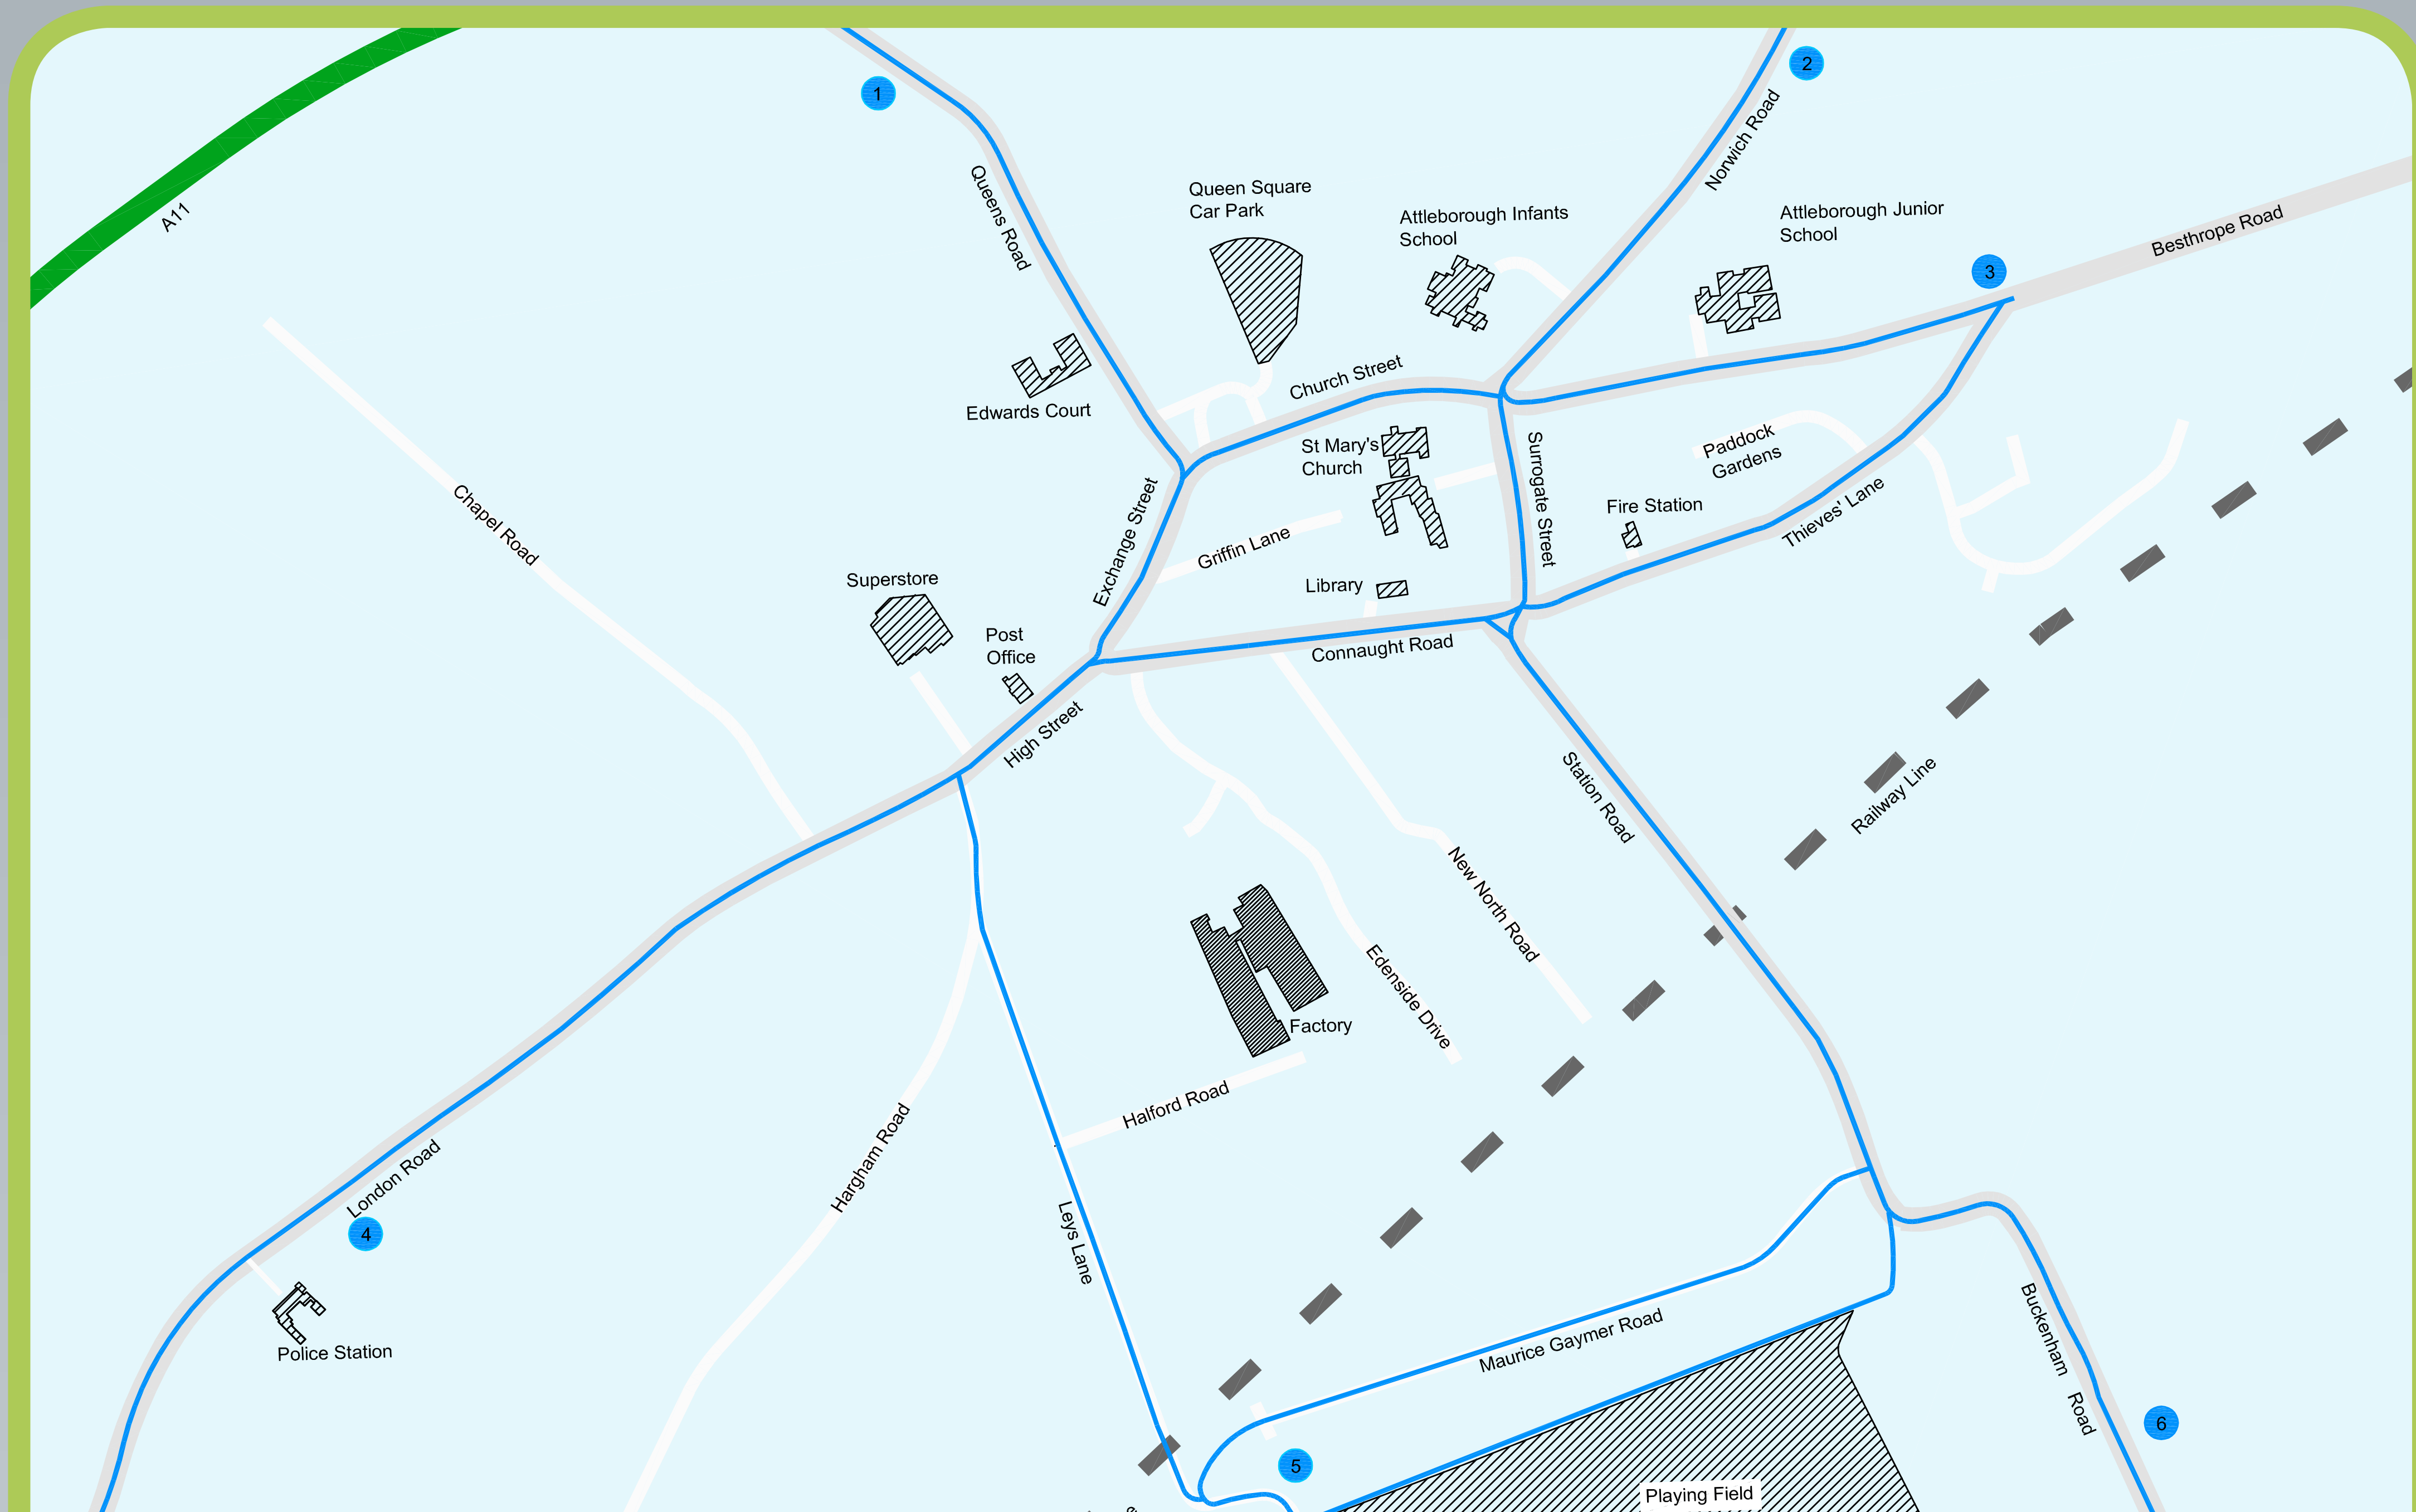 1
2
Norwich Road
Queens Road
A11
Queen Square
Car Park
Attleborough Infants
School
Attleborough Junior
School
Besthrope Road
3
Edwards Court
Church Street
St Mary's
Church
Surrogate Street
Paddock
Gardens
Fire Station
Thieves' Lane
Chapel Road
Exchange Street
Griffin Lane
Library
Superstore
Post
Office
Connaught Road
High Street
Station Road
Railway Line
New North Road
Edenside Drive
Factory
Halford Road
Hargham Road
London Road
4
Leys Lane
Police Station
Maurice Gaymer Road
Buckenham Road
6
5
Playing Field